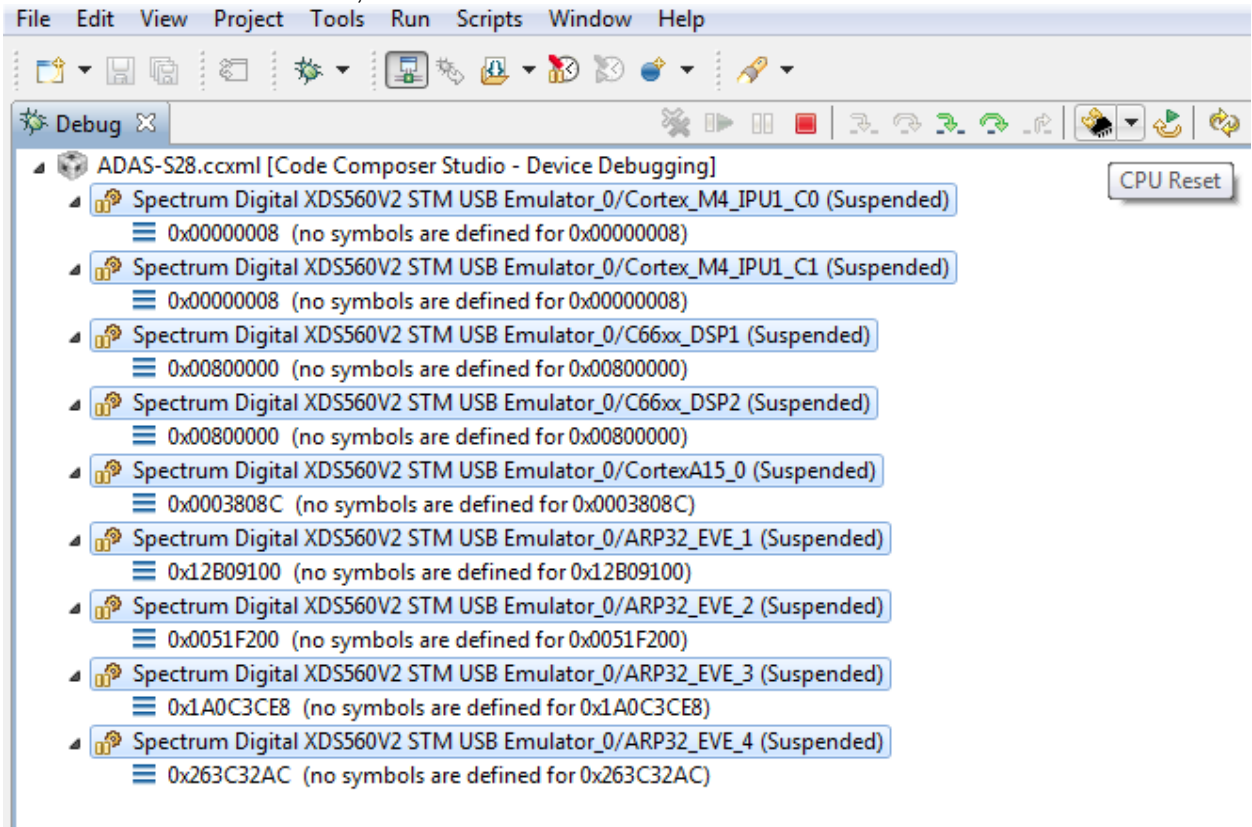 File Edit View Project Tools Run Scripts Window Help
Debug
ADAS-S28.ccxml [Code Composer Studio - Device Debugging]
CPU Reset
Spectrum Digital XDS560V2 STM USB Emulator_0/Cortex_M4_IPU1_C0 (Suspended)
0x00000008 (no symbols are defined for 0x00000008)
Spectrum Digital XDS560V2 STM USB Emulator_0/Cortex_M4_IPU1_C1 (Suspended)
0x00000008 (no symbols are defined for 0x00000008)
Spectrum Digital XDS560V2 STM USB Emulator_0/C66xx_DSP1 (Suspended)
0x00800000 (no symbols are defined for 0x00800000)
Spectrum Digital XDS560V2 STM USB Emulator_0/C66xx_DSP2 (Suspended)
0x00800000 (no symbols are defined for 0x00800000)
Spectrum Digital XDS560V2 STM USB Emulator_0/CortexA15_0 (Suspended)
0x0003808C (no symbols are defined for 0x0003808C)
Spectrum Digital XDS560V2 STM USB Emulator_0/ARP32_EVE_1 (Suspended)
0x12B09100 (no symbols are defined for 0x12B09100)
Spectrum Digital XDS560V2 STM USB Emulator_0/ARP32_EVE_2 (Suspended)
0x0051F200 (no symbols are defined for 0x0051F200)
Spectrum Digital XDS560V2 STM USB Emulator_0/ARP32_EVE_3 (Suspended)
0x1A0C3CE8 (no symbols are defined for 0x1A0C3CE8)
Spectrum Digital XDS560V2 STM USB Emulator_0/ARP32_EVE_4 (Suspended)
0x263C32AC (no symbols are defined for 0x263C32AC)